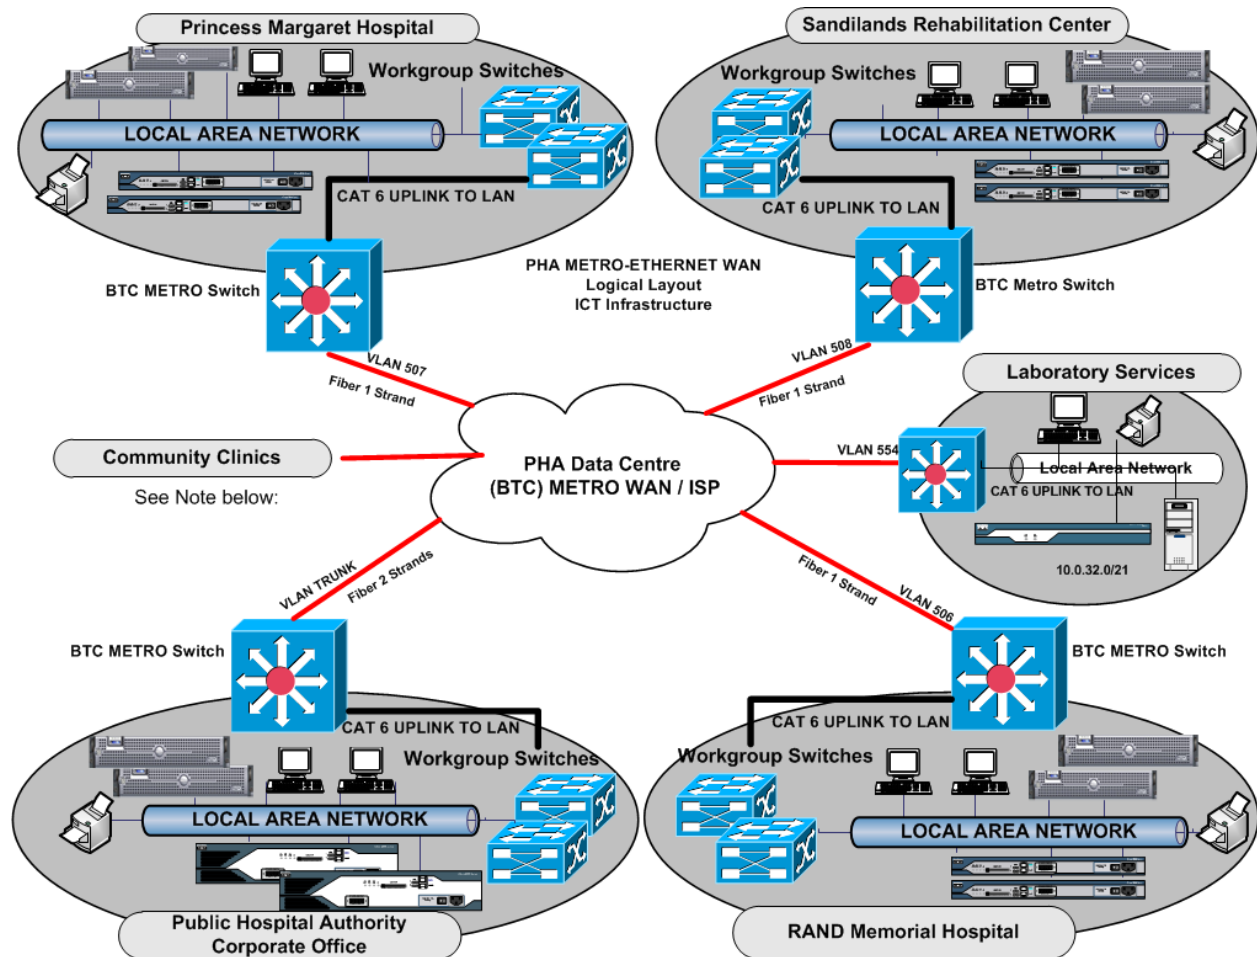 Princess Margaret Hospital
Workgroup Switches
LOCAL AREA NETWORK
CAT 6 UPLINK TO LAN
BTC METRO Switch
Sandilands Rehabilitation Center
Workgroup Switches
LOCAL AREA NETWORK
CAT 6 UPLINK TO LAN
BTC Metro Switch
PHA METRO-ETHERNET WAN
Logical Layout
ICT Infrastructure
VLAN 507
Fiber 1 Strand
VLAN 508
Fiber 1 Strand
Community Clinics
See Note below:
PHA Data Centre
(BTC) METRO WAN / ISP
Laboratory Services
VLAN 554
Local Area Network
CAT 6 UPLINK TO LAN
10.0.32.0/21
VLAN TRUNK
Fiber 2 Strands
Fiber 1 Strand
VLAN 506
BTC METRO Switch
CAT 6 UPLINK TO LAN
Workgroup Switches
LOCAL AREA NETWORK
Public Hospital Authority
Corporate Office
BTC METRO Switch
CAT 6 UPLINK TO LAN
Workgroup Switches
LOCAL AREA NETWORK
RAND Memorial Hospital